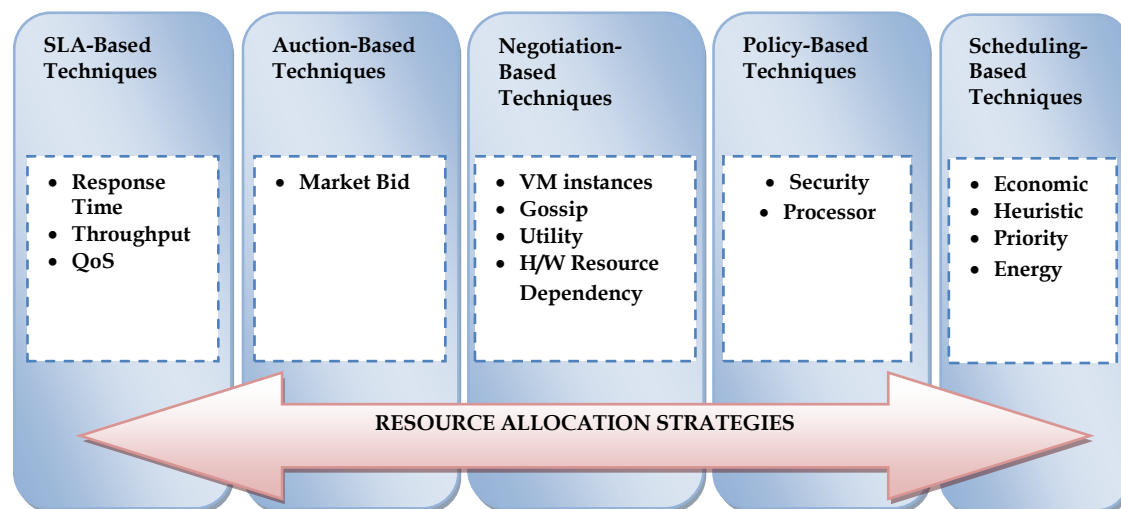 SLA-Based
Techniques
• Response
Time
• Throughput
• QoS
Auction-Based
Techniques
• Market Bid
Negotiation-
Based
Techniques
• VM instances
• Gossip
• Utility
• H/W Resource
Dependency
Policy-Based
Techniques
• Security
• Processor
Scheduling-
Based
Techniques
• Economic
• Heuristic
• Priority
• Energy
RESOURCE ALLOCATION STRATEGIES